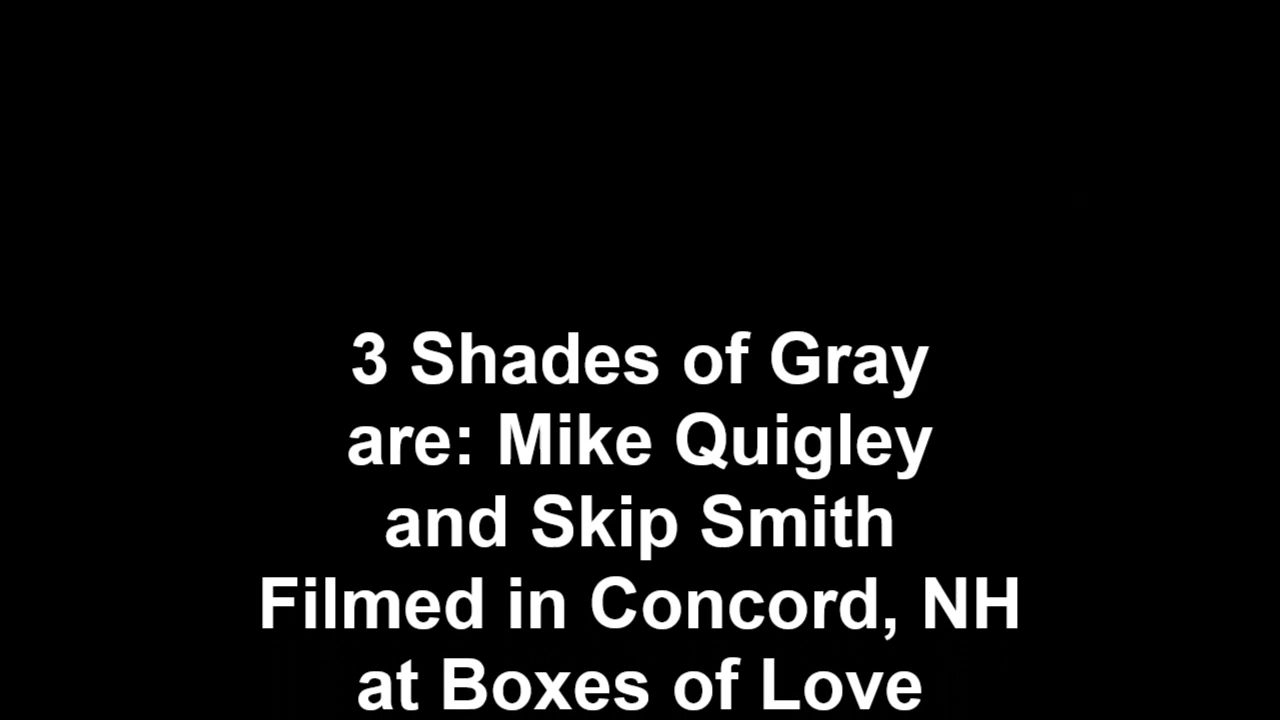 3 Shades of Gray
are: Mike Quigley
and Skip Smith
Filmed in Concord, NH
at Boxes of Love